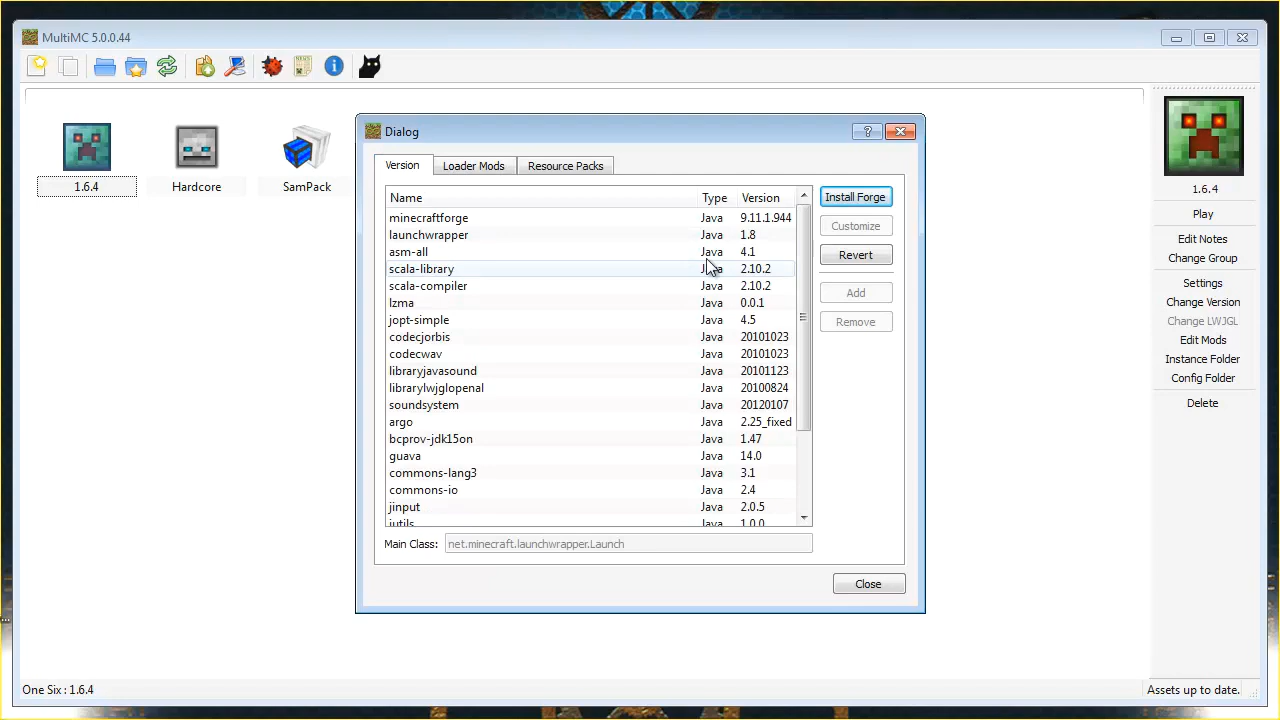 MultiMC 5.0.0.44
1.6.4
Hardcore
SamPack
Dialog
Version
Loader Mods
Resource Packs
Name Type Version
minecraftforge Java 9.11.1.944
launchwrapper Java 1.8
asm-all Java 4.1
scala-library Java 2.10.2
scala-compiler Java 2.10.2
lzma Java 0.0.1
jopt-simple Java 4.5
codecjorbis Java 20101023
codecwav Java 20101023
libraryjavasound Java 20101123
librarylwjglopenal Java 20100824
soundsystem Java 20120107
argo Java 2.25_fixed
bcprov-jdk15on Java 1.47
guava Java 14.0
commons-lang3 Java 3.1
commons-io Java 2.4
jinput Java 2.0.5
jutils Java 1.0.0
Main Class: net.minecraft.launchwrapper.Launch
Install Forge
Customize
Revert
Add
Remove
Close
1.6.4
Play
Edit Notes
Change Group
Settings
Change Version
Change LWJGL
Edit Mods
Instance Folder
Config Folder
Delete
One Six : 1.6.4
Assets up to date.